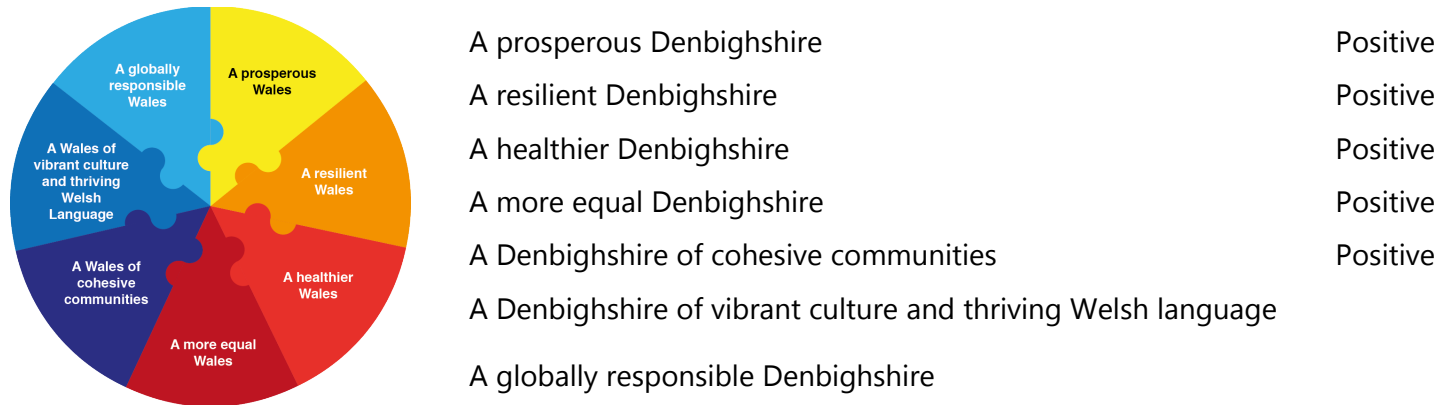 A globally
responsible
Wales
A prosperous
Wales
A Wales of
vibrant culture
and thriving
Welsh
Language
A resilient
Wales
A Wales of
cohesive
communities
A healthier
Wales
A more equal
Wales
A prosperous Denbighshire Positive
A resilient Denbighshire Positive
A healthier Denbighshire Positive
A more equal Denbighshire Positive
A Denbighshire of cohesive communities Positive
A Denbighshire of vibrant culture and thriving Welsh language
A globally responsible Denbighshire